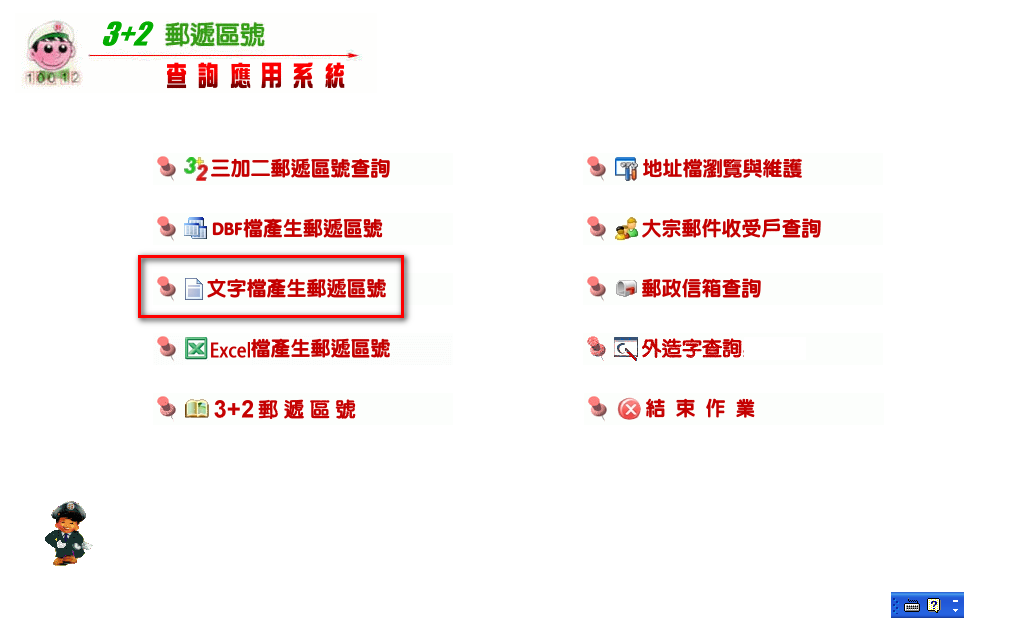 3+2 郵遞區號
查詢應用系統
10012
三加二郵遞區號查詢
DBF檔產生郵遞區號
文字檔產生郵遞區號
Excel檔產生郵遞區號
3+2郵遞區號
地址檔瀏覽與維護
大宗郵件收受戶查詢
郵政信箱查詢
外造字查詢
結束作業